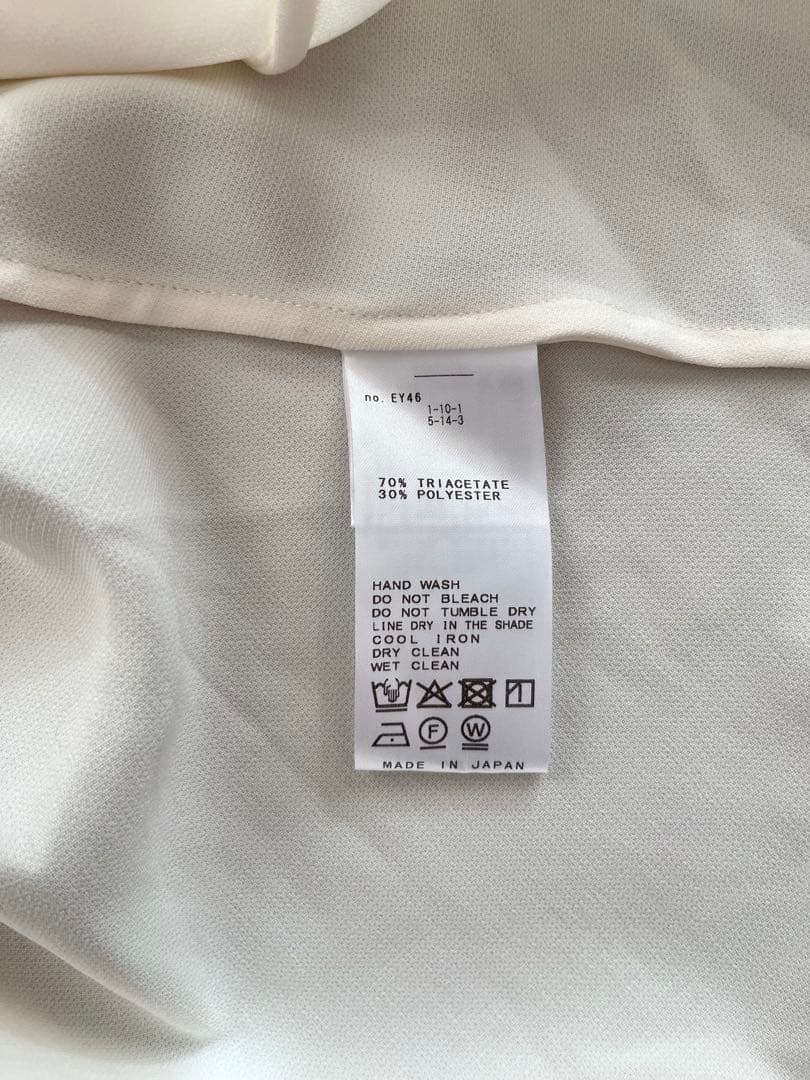 no. EY46
1-10-1
5-14-3
70% TRIACETATE
30% POLYESTER
HAND WASH
DO NOT BLEACH
DO NOT TUMBLE DRY
LINE DRY IN THE SHADE
COOL IRON
DRY CLEAN
WET CLEAN
F W
MADE IN JAPAN